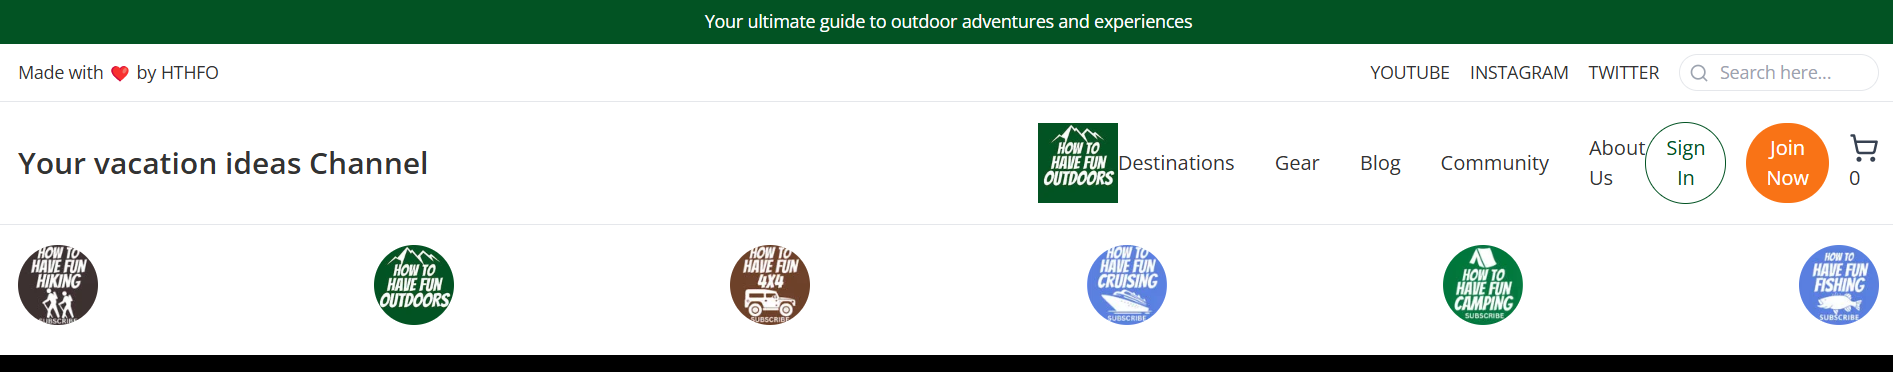 Your ultimate guide to outdoor adventures and experiences
Made with ❤️ by HTHFO
YOUTUBE INSTAGRAM TWITTER Search here...
Your vacation ideas Channel
HOW TO
HAVE FUN
OUTDOORS
Destinations Gear Blog Community
About
Us
Sign
In
Join
Now
0
HOW TO
HAVE FUN
HIKING
SUBSCRIBE
HOW TO
HAVE FUN
OUTDOORS
HOW TO
HAVE FUN
4X4
SUBSCRIBE
HOW TO
HAVE FUN
CRUISING
SUBSCRIBE
HOW TO
HAVE FUN
CAMPING
SUBSCRIBE
HOW TO
HAVE FUN
FISHING
SUBSCRIBE